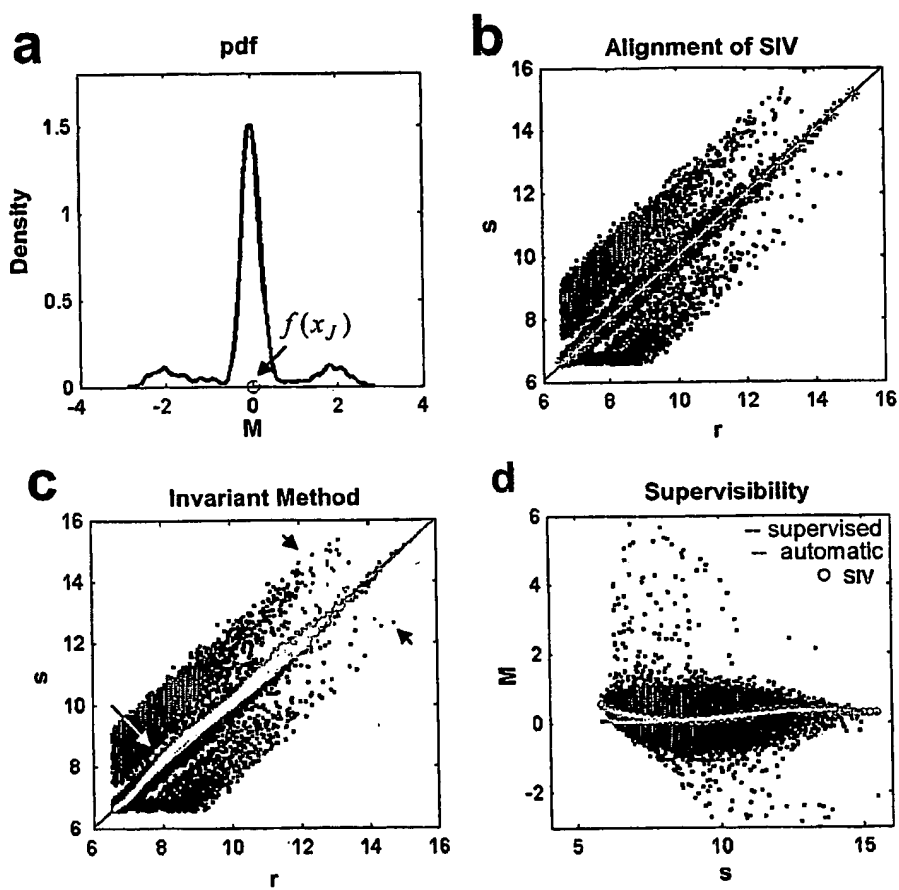 a
pdf
1.5
1
0.5
0
Density
f(x_J)
-4 -2 0 2 4
M
b
Alignment of SIV
16
14
12
10
8
6
s
6 8 10 12 14 16
r
c
Invariant Method
16
14
12
10
8
6
s
6 8 10 12 14 16
r
d
Supervisibility
supervised
automatic
SIV
6
4
2
0
-2
M
5 10 15
s